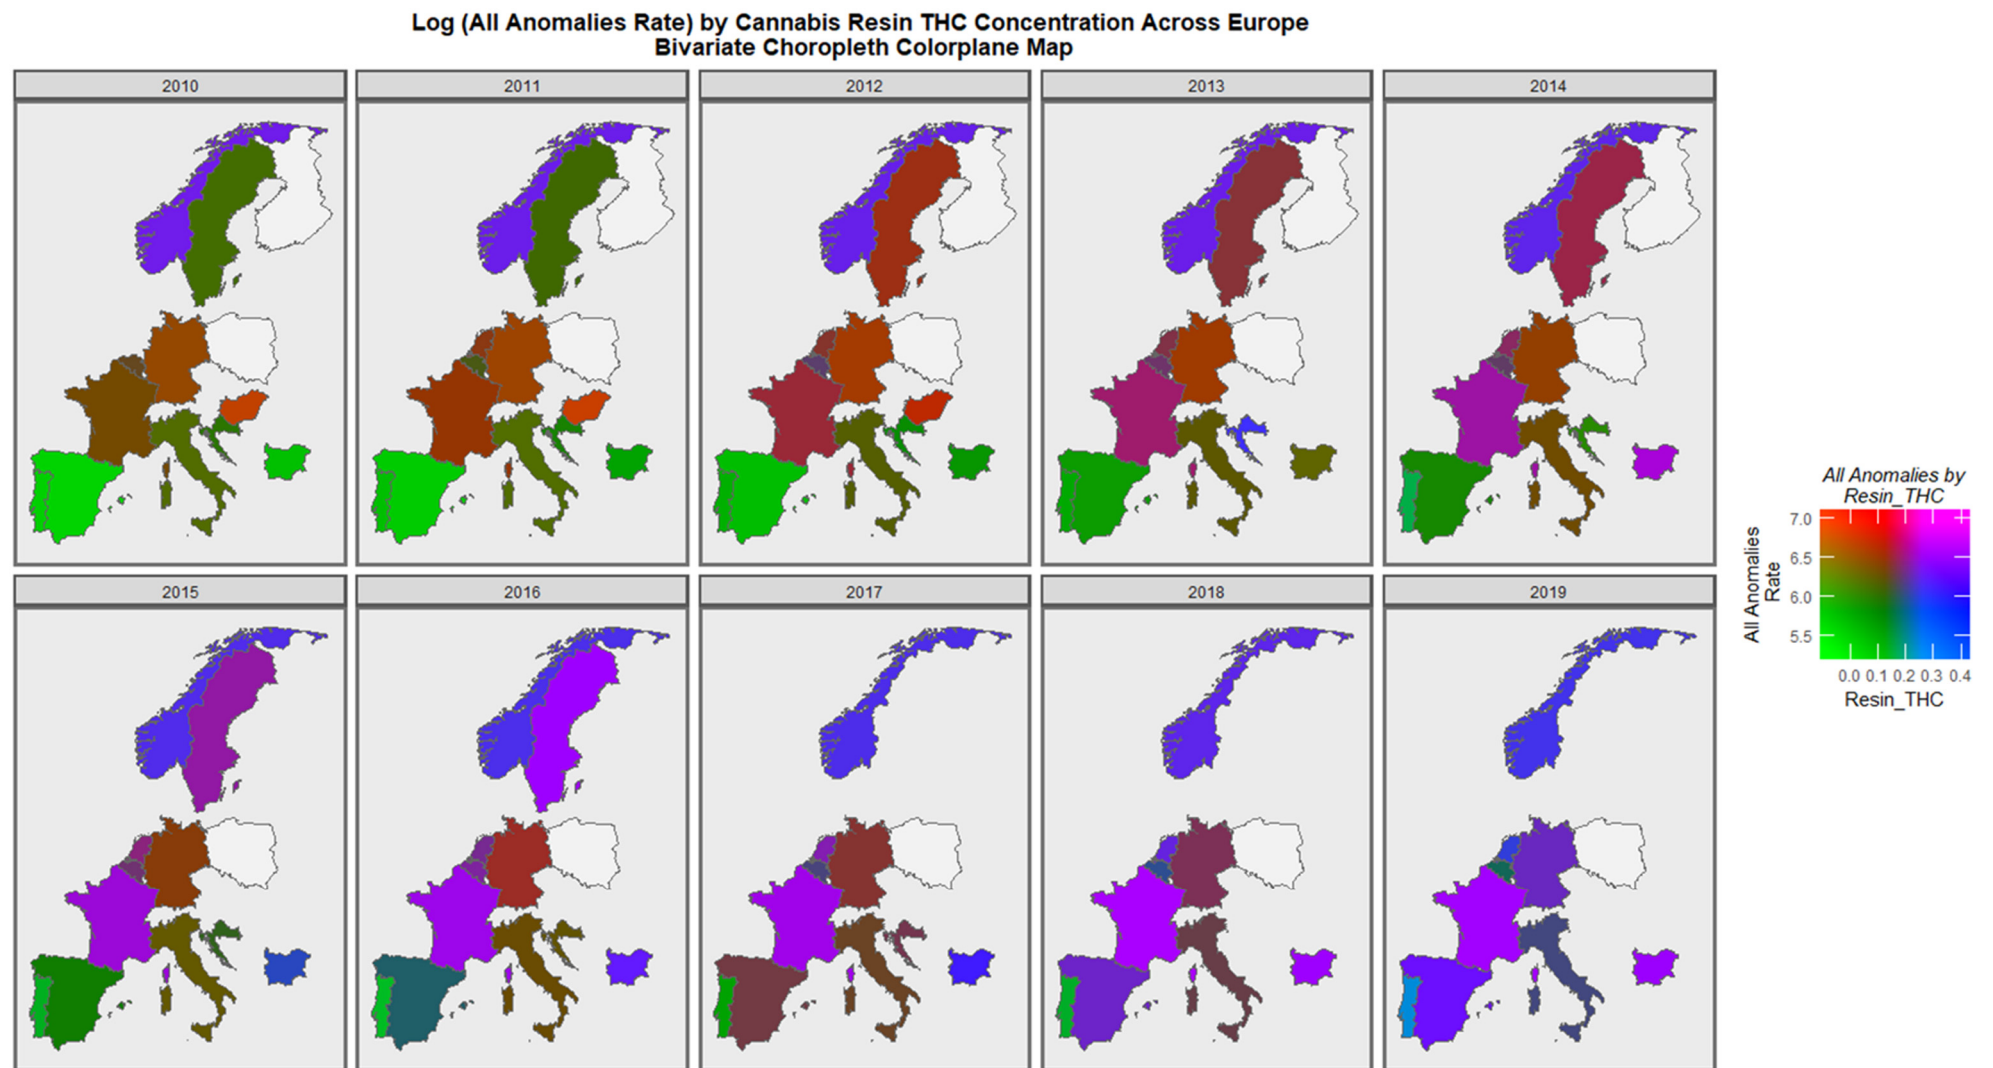 Log (All Anomalies Rate) by Cannabis Resin THC Concentration Across Europe
Bivariate Choropleth Colorplane Map
2010
2011
2012
2013
2014
2015
2016
2017
2018
2019
All Anomalies by
Resin_THC
All Anomalies
Rate
7.0
6.5
6.0
5.5
0.0 0.1 0.2 0.3 0.4
Resin_THC